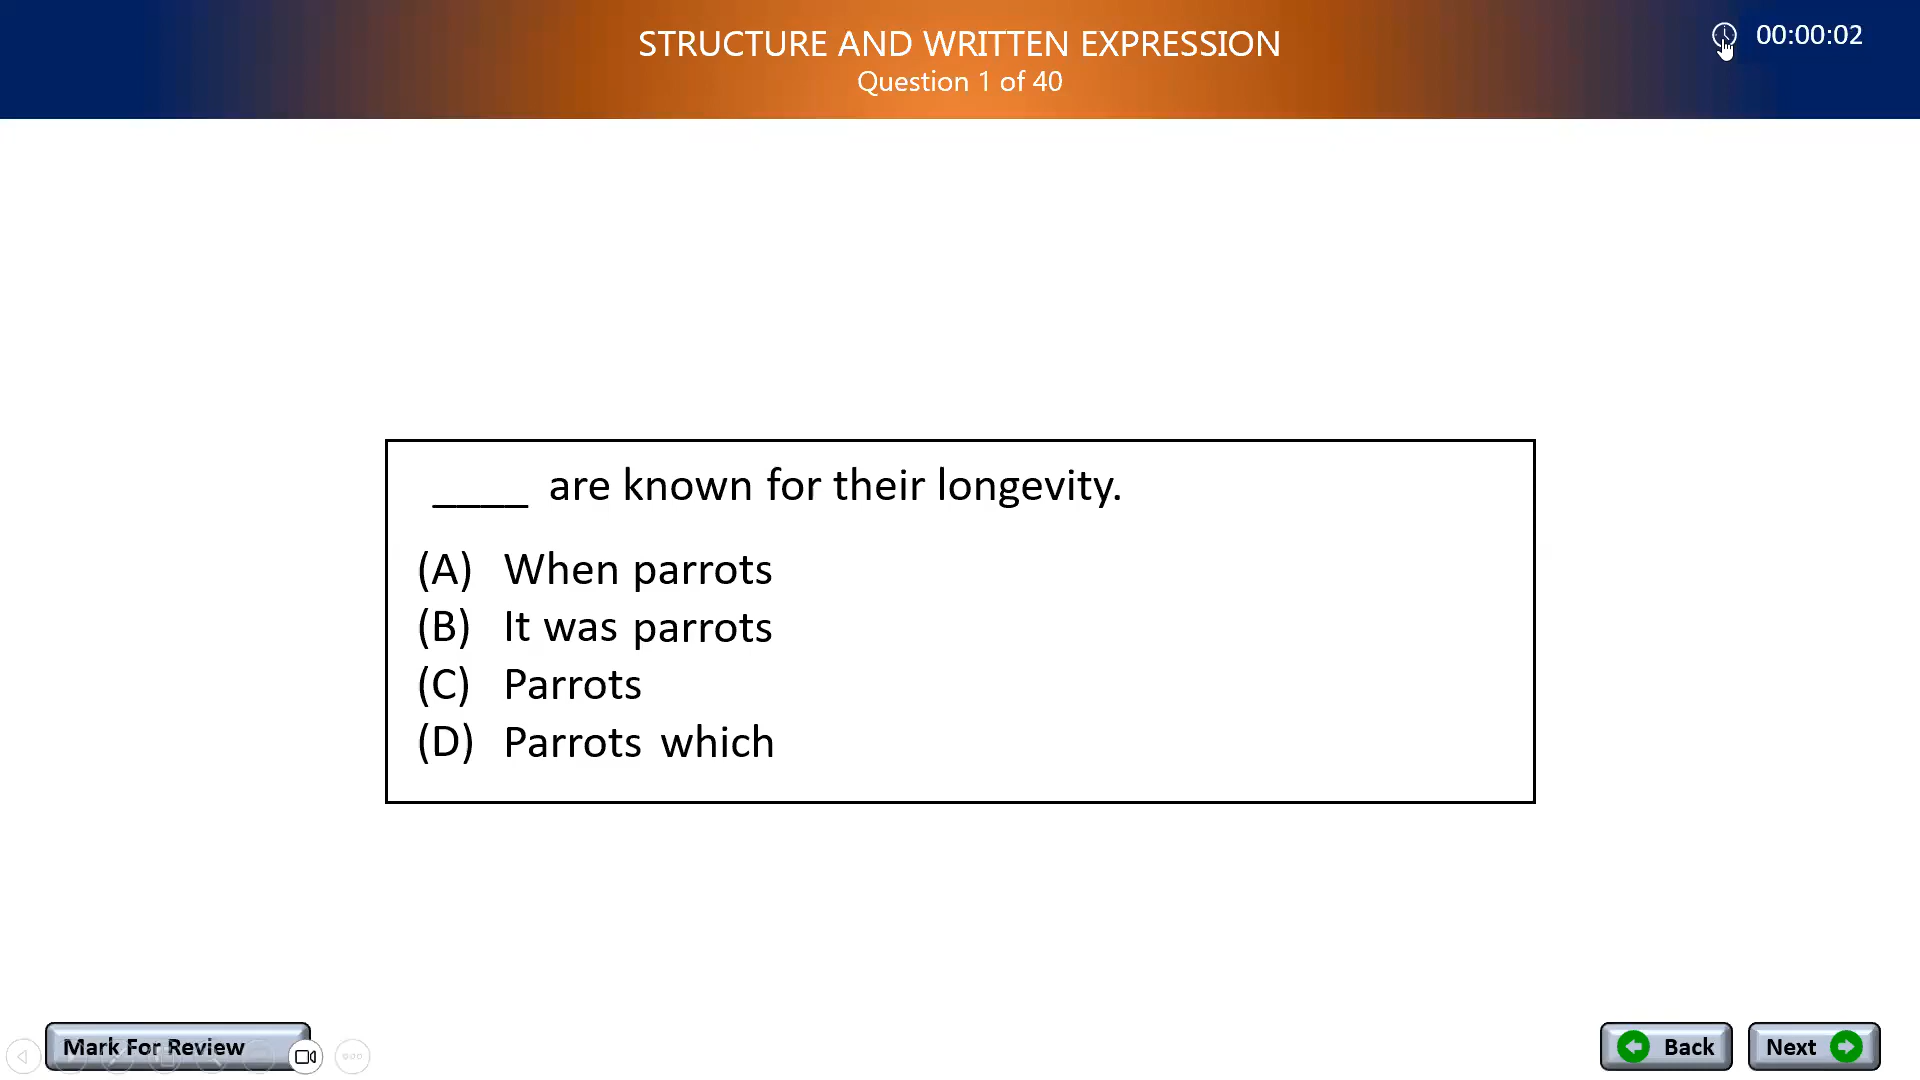 STRUCTURE AND WRITTEN EXPRESSION
Question 1 of 40
00:00:02
____ are known for their longevity.
(A) When parrots
(B) It was parrots
(C) Parrots
(D) Parrots which
Mark For Review
Back
Next